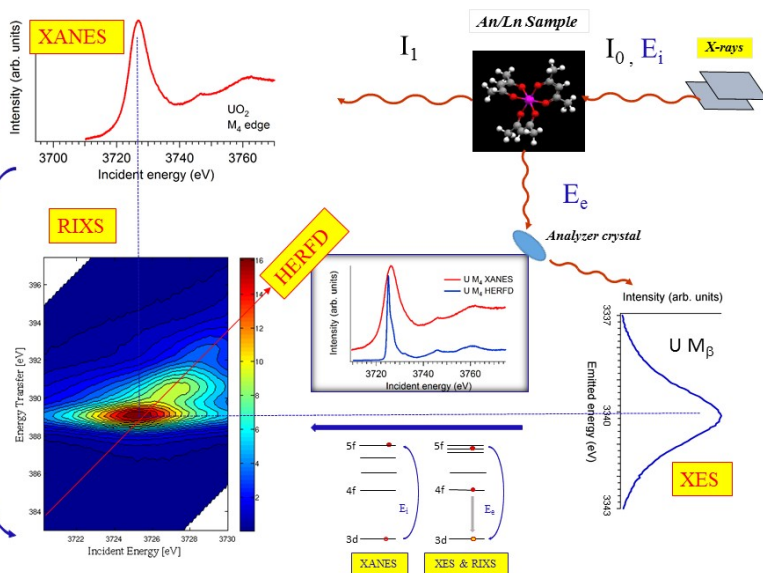 XANES
Intensity (arb. units)
UO2
M4 edge
3700 3720 3740 3760
Incident energy (eV)
An/Ln Sample
I1
I0 , Ei
X-rays
Ee
Analyzer crystal
RIXS
HERFD
Energy Transfer [eV]
396
394
392
390
388
386
384
3722 3724 3726 3728 3730
Incident Energy [eV]
16
14
12
10
8
6
4
2
U M4 XANES
U M4 HERFD
Intensity (arb. units)
3720 3740 3760
Incident energy (eV)
Intensity (arb. units)
3337
3340
3343
Emitted energy (eV)
U Mβ
XES
5f
4f
3d
Ei
XANES
5f
4f
3d
Ee
XES & RIXS